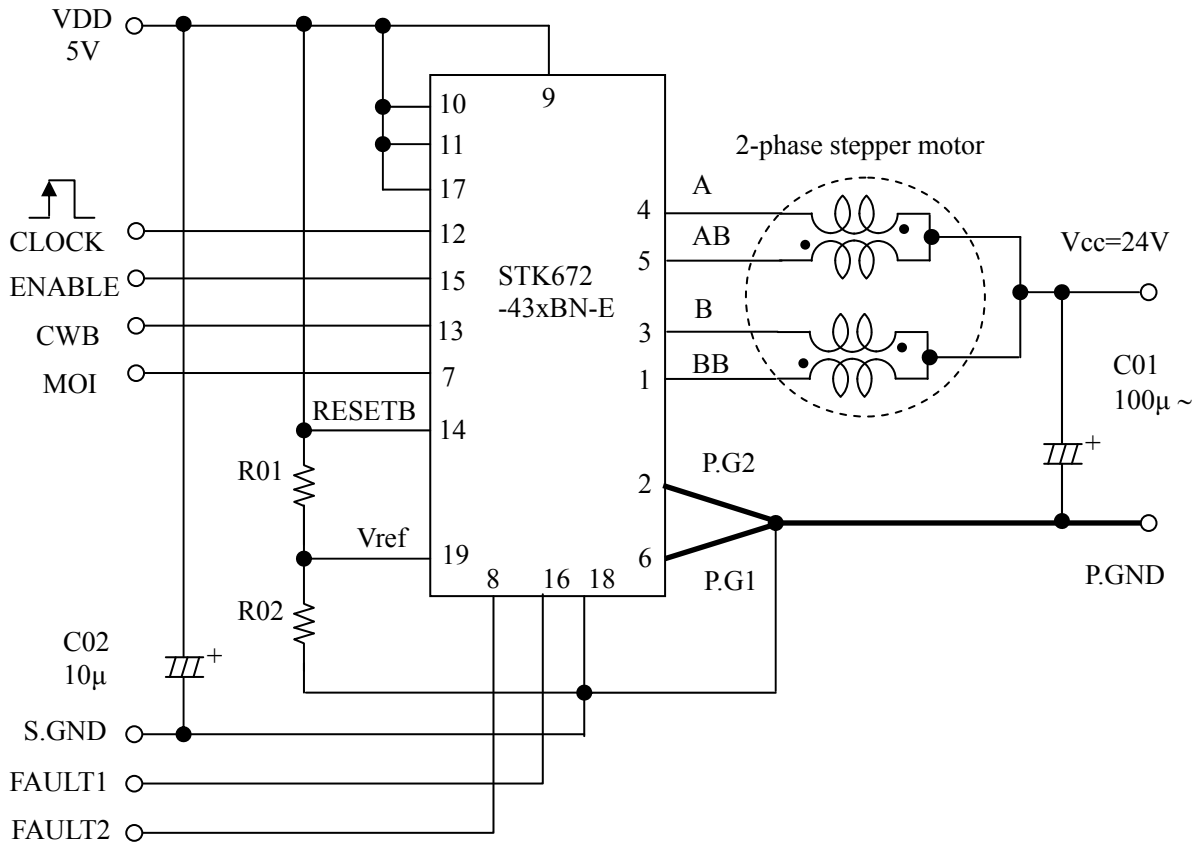 VDD
5V
9
10
11
17
2-phase stepper motor
A
4
CLOCK
12
AB
5
Vcc=24V
ENABLE
15
STK672
-43xBN-E
CWB
13
B
3
MOI
7
BB
1
C01
100μ ~
+
RESETB
14
R01
P.G2
2
Vref
19
6
P.G1
P.GND
8
16
18
R02
C02
10μ
+
S.GND
FAULT1
FAULT2